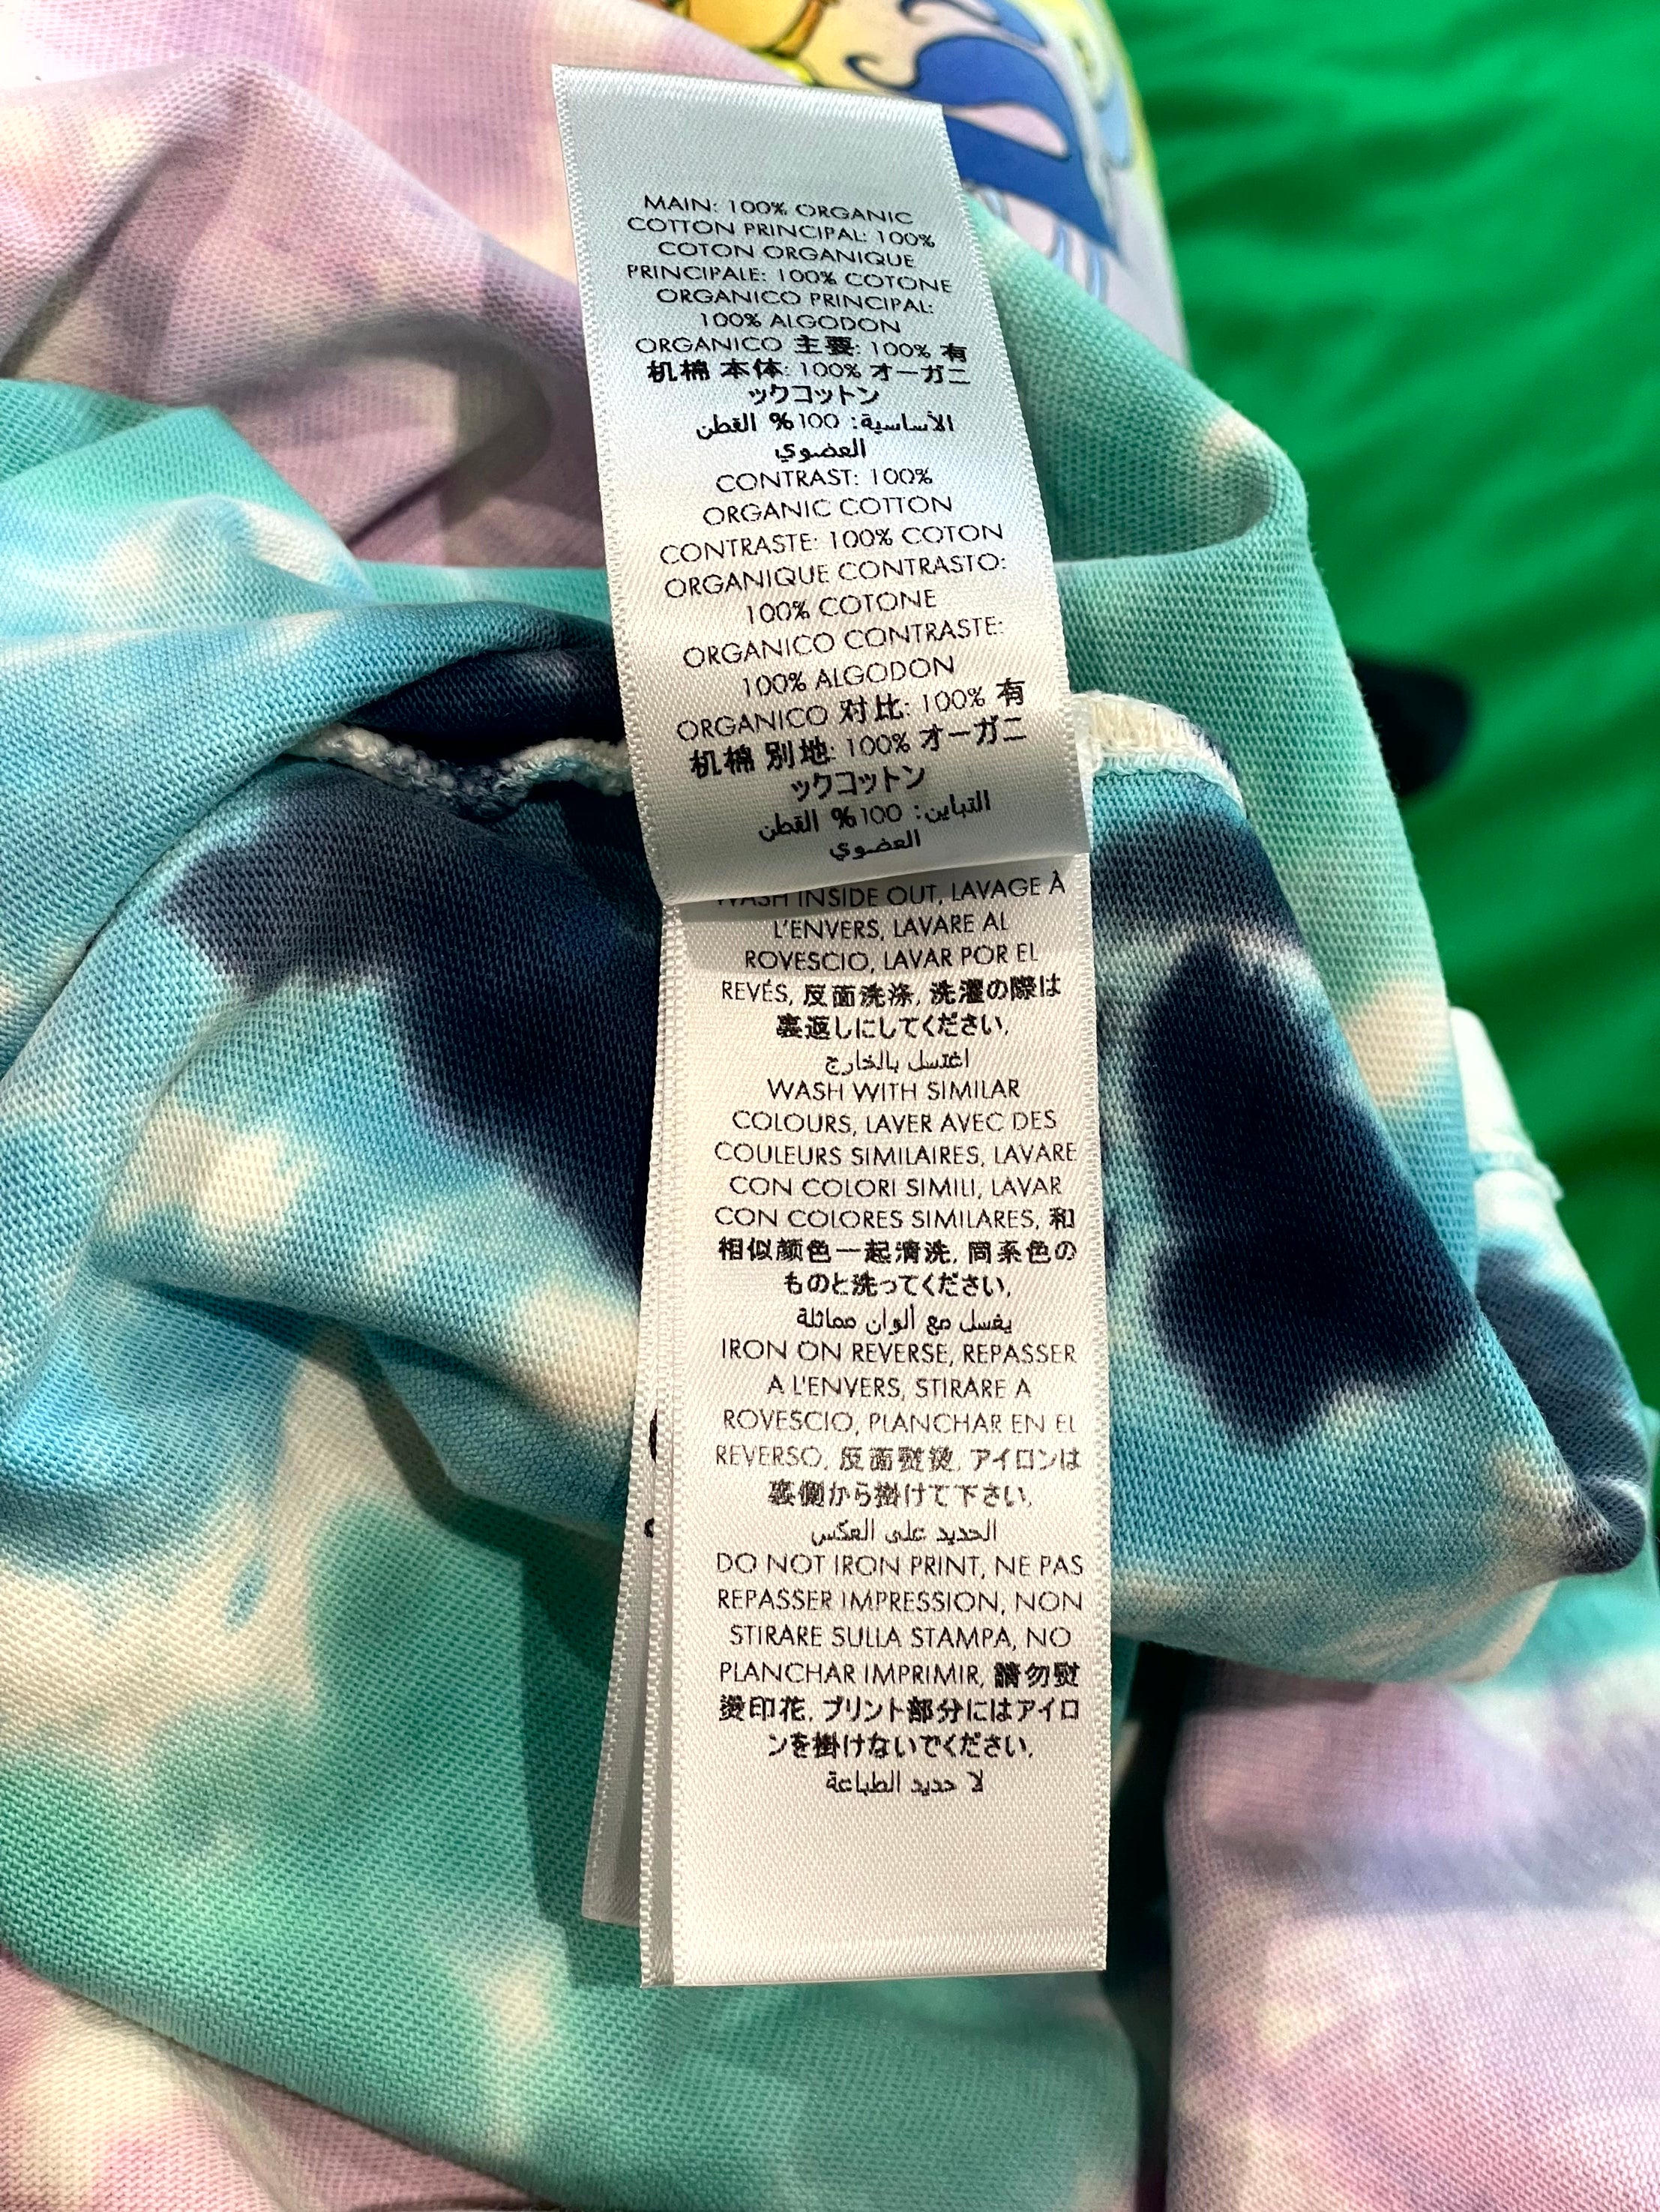 MAIN: 100% ORGANIC
COTTON PRINCIPAL: 100%
COTON ORGANIQUE
PRINCIPALE: 100% COTONE
ORGANICO PRINCIPAL:
100% ALGODON
ORGANICO 主要: 100% 有
机棉 本体: 100% オーガニ
ックコットン
الأساسية: 100% القطن
العضوي
CONTRAST: 100%
ORGANIC COTTON
CONTRASTE: 100% COTON
ORGANIQUE CONTRASTO:
100% COTONE
ORGANICO CONTRASTE:
100% ALGODON
ORGANICO 对比: 100% 有
机棉 別地: 100% オーガニ
ックコットン
التباين: 100% القطن
العضوي
WASH INSIDE OUT, LAVAGE À
L'ENVERS, LAVARE AL
ROVESCIO, LAVAR POR EL
REVÉS, 反面洗涤, 洗濯の際は
裏返しにしてください,
اغتسل بالخارج
WASH WITH SIMILAR
COLOURS, LAVER AVEC DES
COULEURS SIMILAIRES, LAVARE
CON COLORI SIMILI, LAVAR
CON COLORES SIMILARES, 和
相似颜色一起清洗, 同系色の
ものと洗ってください,
يغسل مع ألوان مماثلة
IRON ON REVERSE, REPASSER
A L'ENVERS, STIRARE A
ROVESCIO, PLANCHAR EN EL
REVERSO, 反面熨烫, アイロンは
裏側から掛けて下さい,
الحديد على العكس
DO NOT IRON PRINT, NE PAS
REPASSER IMPRESSION, NON
STIRARE SULLA STAMPA, NO
PLANCHAR IMPRIMIR, 請勿熨
燙印花, プリント部分にはアイロ
ンを掛けないでください,
لا حديد الطباعة